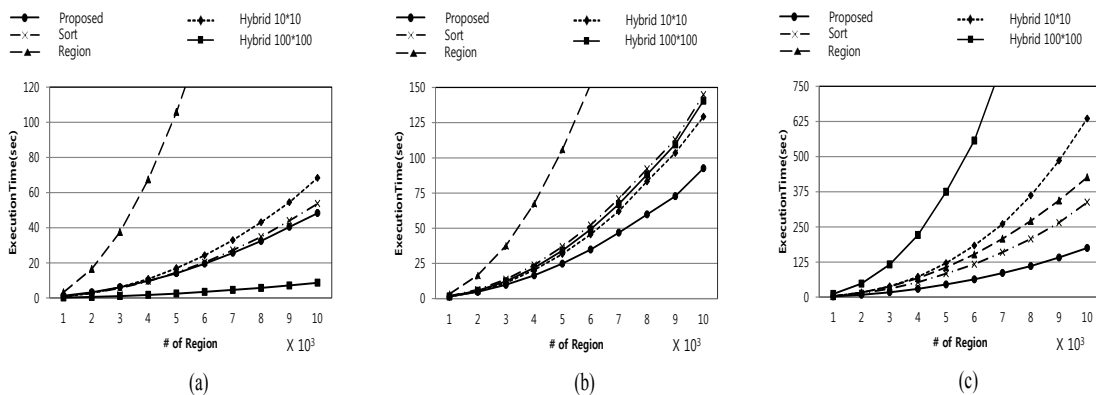 Proposed
Sort
Region
Hybrid 10*10
Hybrid 100*100
ExecutionTime(sec)
120
100
80
60
40
20
0
1 2 3 4 5 6 7 8 9 10
# of Region
X 10³
(a)
Proposed
Sort
Region
Hybrid 10*10
Hybrid 100*100
ExecutionTime(sec)
150
125
100
75
50
25
0
1 2 3 4 5 6 7 8 9 10
# of Region
X 10³
(b)
Proposed
Sort
Region
Hybrid 10*10
Hybrid 100*100
ExecutionTime(sec)
750
625
500
375
250
125
0
1 2 3 4 5 6 7 8 9 10
# of Region
X 10³
(c)